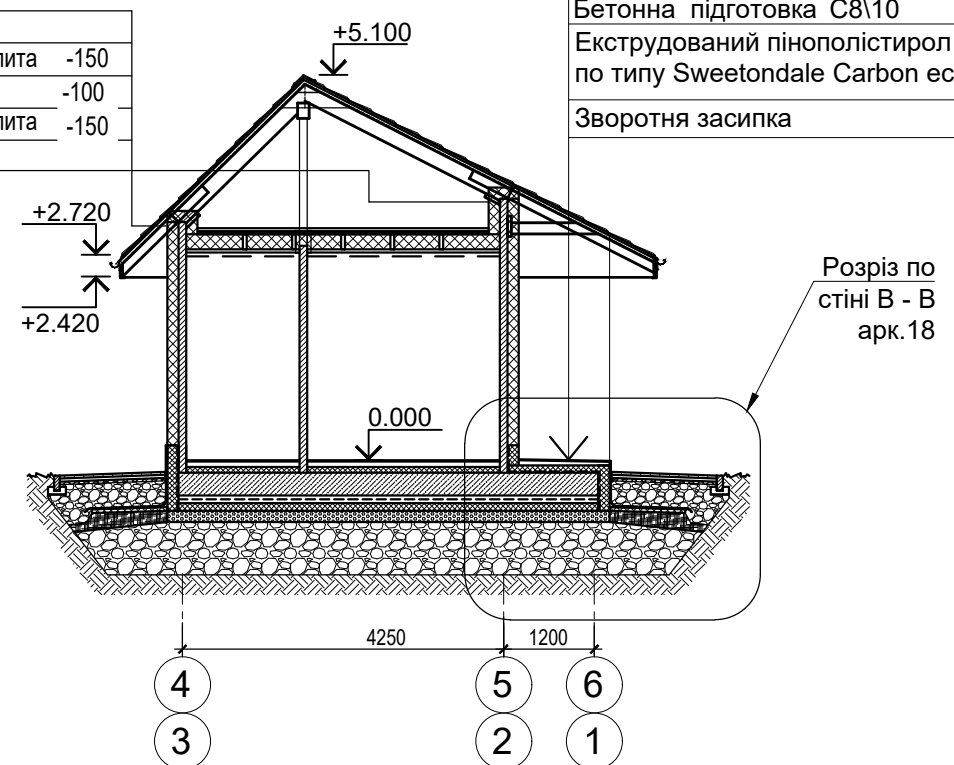 Бетонна підготовка С8\10
Екструдований пінополістирол
по типу Sweetondale Carbon ec
Зворотня засипка
лита -150
-100
лита -150
+5.100
+2.720
+2.420
0.000
Розріз по
стіні В - В
арк.18
4250 1200
4 5 6
3 2 1